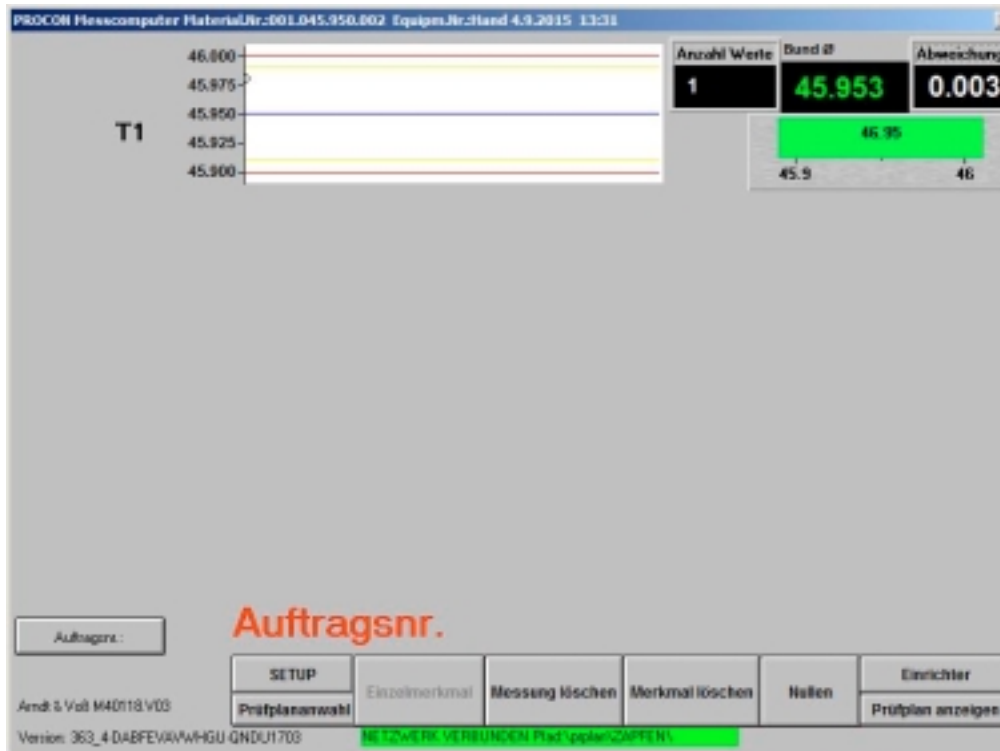 PROCON Messcomputer Material.Nr.:001.045.950.002 Equipm.Nr.:Hand 4.9.2015 13:31
46.000
45.975
45.950
45.925
45.900
T1
Anzahl Werte
1
Bund Ø
45.953
Abweichung
0.003
46.95
45.9
46
Auftragsnr.:
Auftragsnr.
SETUP
Prüfplananwahl
Einzelmerkmal
Messung löschen
Merkmal löschen
Nullen
Einrichter
Prüfplan anzeigen
Arndt & Voß M40118.V03
Version: 363_4-
NETZWERK VERBUNDEN Pfad:\pplan\ZAPFEN\